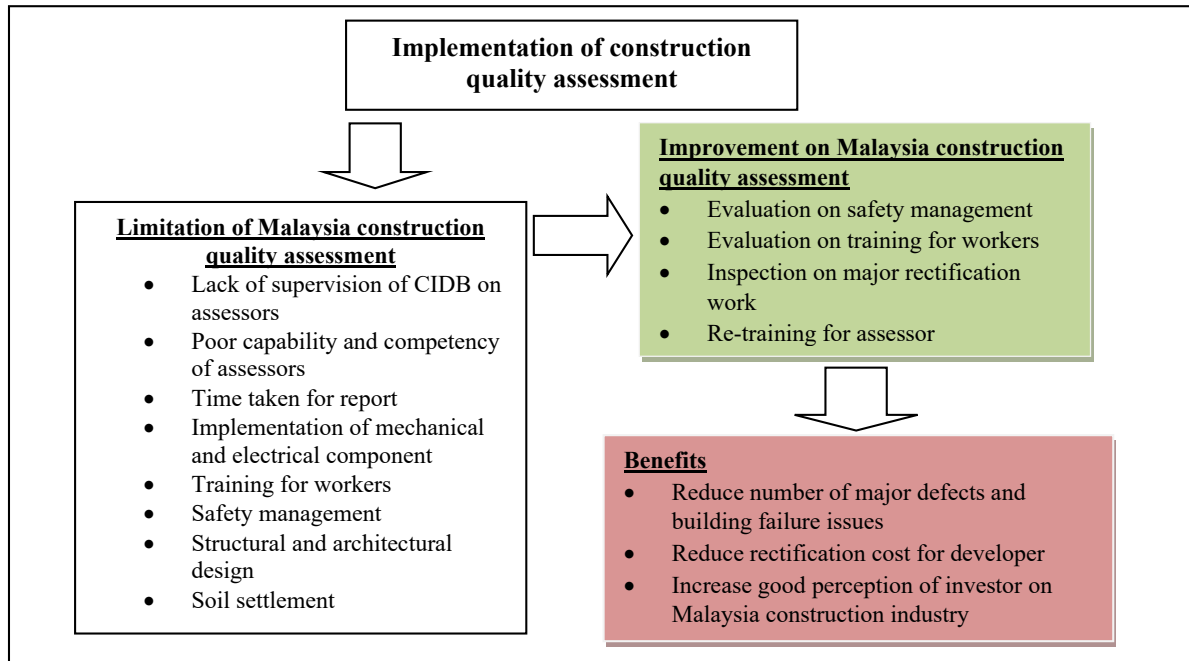 Implementation of construction
quality assessment
Limitation of Malaysia construction
quality assessment
• Lack of supervision of CIDB on
assessors
• Poor capability and competency
of assessors
• Time taken for report
• Implementation of mechanical
and electrical component
• Training for workers
• Safety management
• Structural and architectural
design
• Soil settlement
Improvement on Malaysia construction
quality assessment
• Evaluation on safety management
• Evaluation on training for workers
• Inspection on major rectification
work
• Re-training for assessor
Benefits
• Reduce number of major defects and
building failure issues
• Reduce rectification cost for developer
• Increase good perception of investor on
Malaysia construction industry